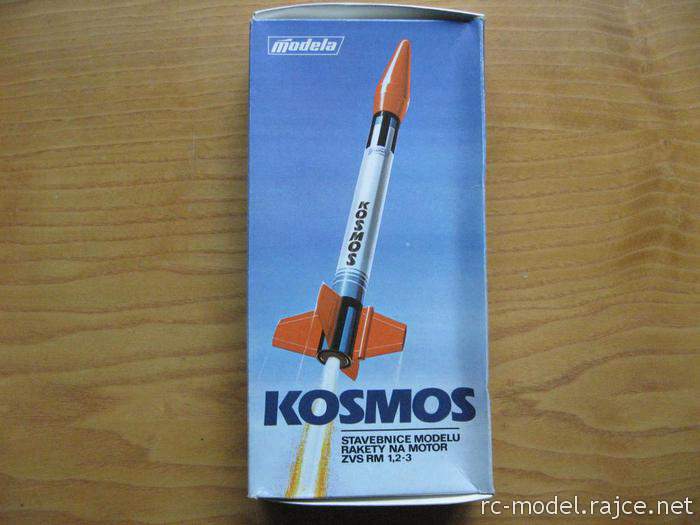 modela
KOSMOS
KOSMOS
STAVEBNICE MODELU
RAKETY NA MOTOR
ZVS RM 1,2-3
rc-model.rajce.net